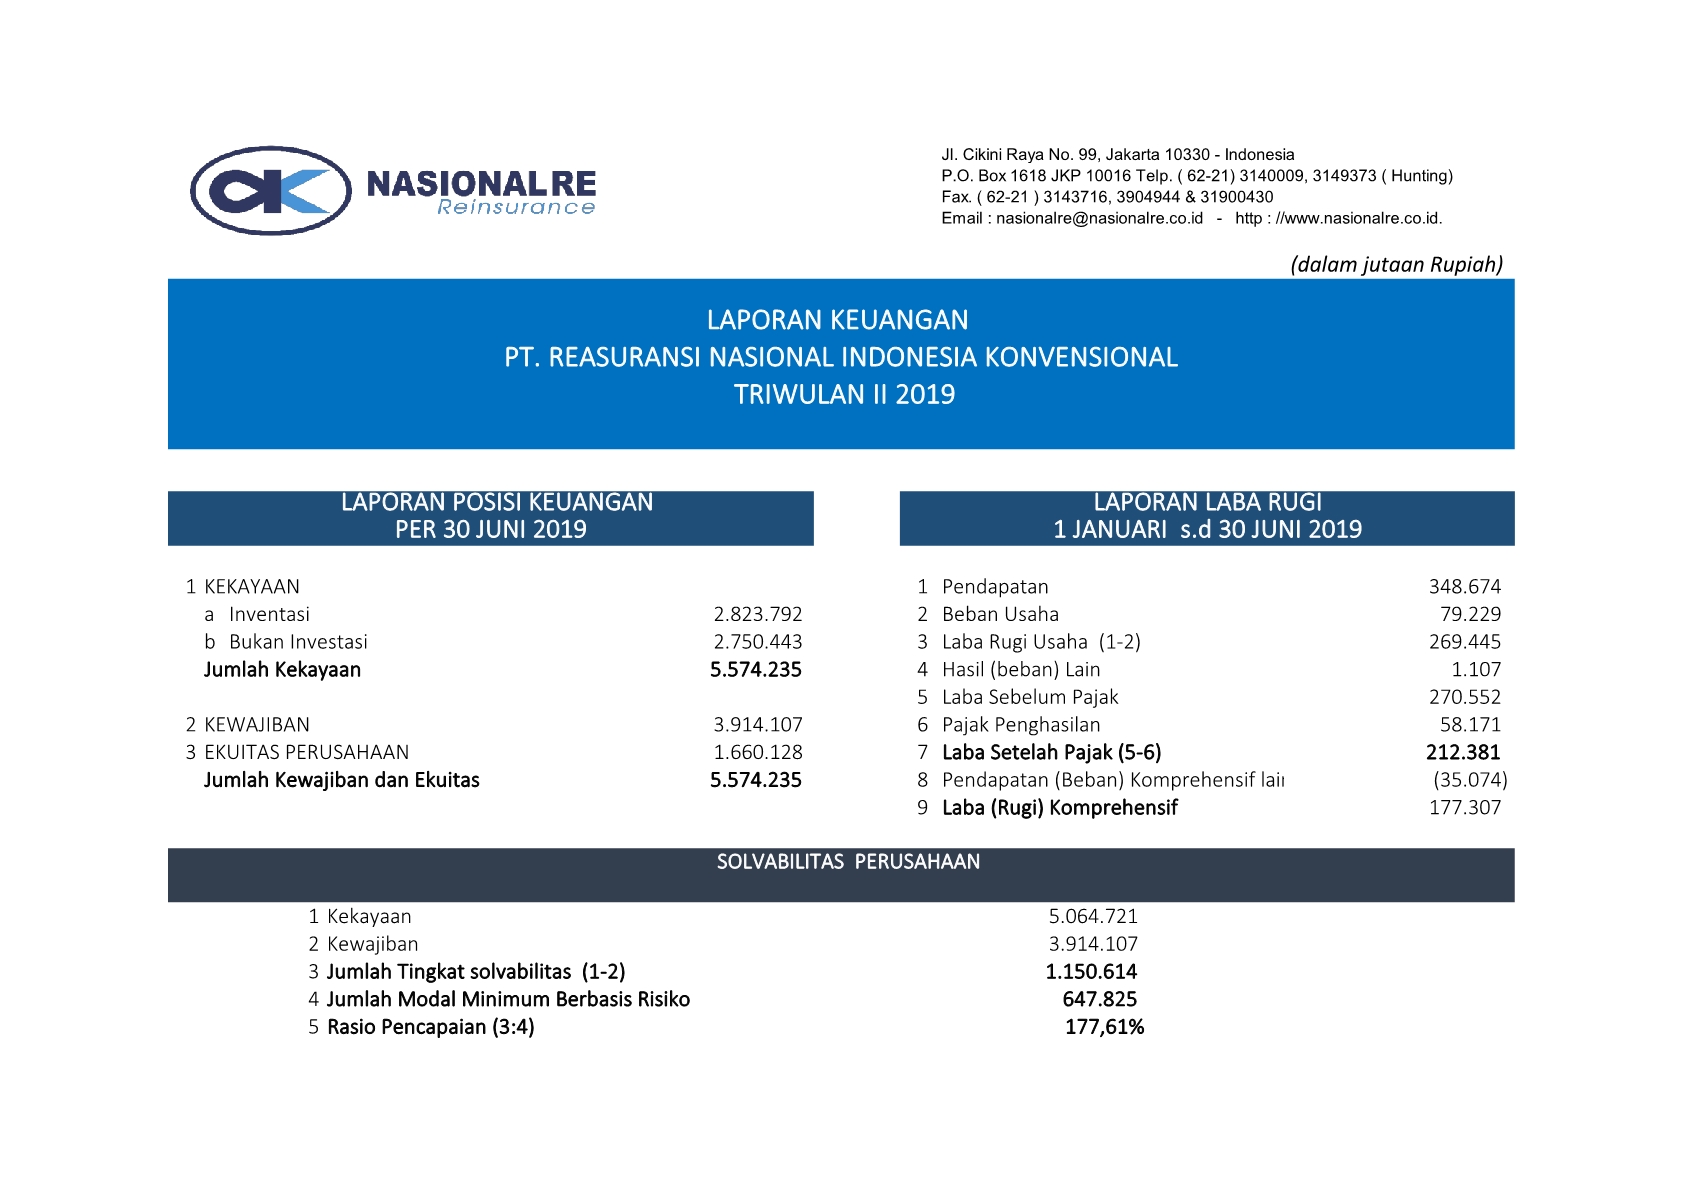 NASIONAL RE
Reinsurance
Jl. Cikini Raya No. 99, Jakarta 10330 - Indonesia
P.O. Box 1618 JKP 10016 Telp. ( 62-21) 3140009, 3149373 ( Hunting)
Fax. ( 62-21 ) 3143716, 3904944 & 31900430
Email : nasionalre@nasionalre.co.id - http : //www.nasionalre.co.id.
(dalam jutaan Rupiah)
LAPORAN KEUANGAN
PT. REASURANSI NASIONAL INDONESIA KONVENSIONAL
TRIWULAN II 2019
LAPORAN POSISI KEUANGAN
PER 30 JUNI 2019
1 KEKAYAAN
a Inventasi 2.823.792
b Bukan Investasi 2.750.443
Jumlah Kekayaan 5.574.235
2 KEWAJIBAN 3.914.107
3 EKUITAS PERUSAHAAN 1.660.128
Jumlah Kewajiban dan Ekuitas 5.574.235
LAPORAN LABA RUGI
1 JANUARI s.d 30 JUNI 2019
1 Pendapatan 348.674
2 Beban Usaha 79.229
3 Laba Rugi Usaha (1-2) 269.445
4 Hasil (beban) Lain 1.107
5 Laba Sebelum Pajak 270.552
6 Pajak Penghasilan 58.171
7 Laba Setelah Pajak (5-6) 212.381
8 Pendapatan (Beban) Komprehensif lain (35.074)
9 Laba (Rugi) Komprehensif 177.307
SOLVABILITAS PERUSAHAAN
1 Kekayaan 5.064.721
2 Kewajiban 3.914.107
3 Jumlah Tingkat solvabilitas (1-2) 1.150.614
4 Jumlah Modal Minimum Berbasis Risiko 647.825
5 Rasio Pencapaian (3:4) 177,61%